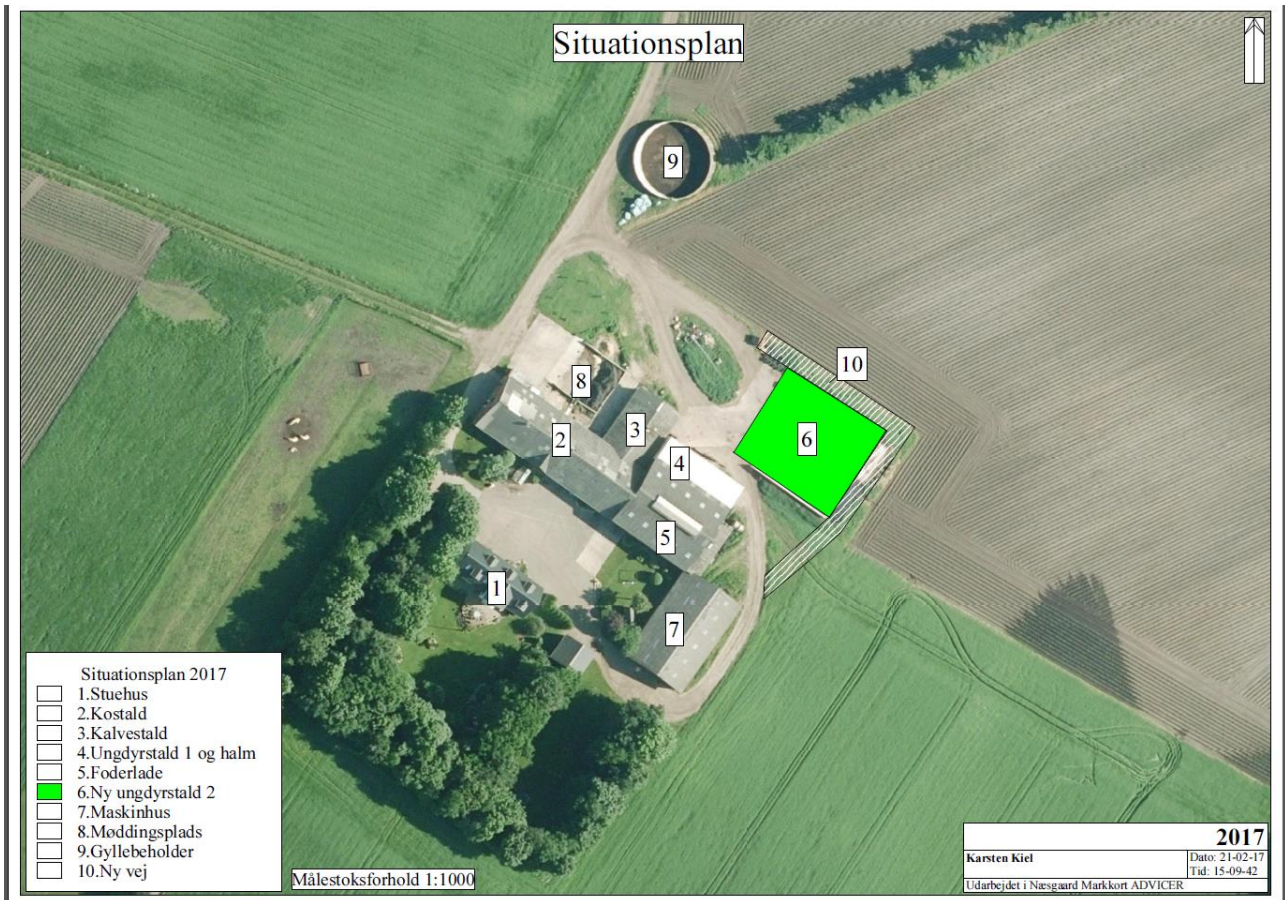 Situationsplan
9
10
8
3
6
2
4
5
1
7
Situationsplan 2017
1.Stuehus
2.Kostald
3.Kalvestald
4.Ungdyrstald 1 og halm
5.Foderlade
6.Ny ungdyrstald 2
7.Maskinhus
8.Møddingsplads
9.Gyllebeholder
10.Ny vej
Målestoksforhold 1:1000
2017
Karsten Kiel
Dato: 21-02-17
Tid: 15-09-42
Udarbejdet i Næsgaard Markkort ADVICER